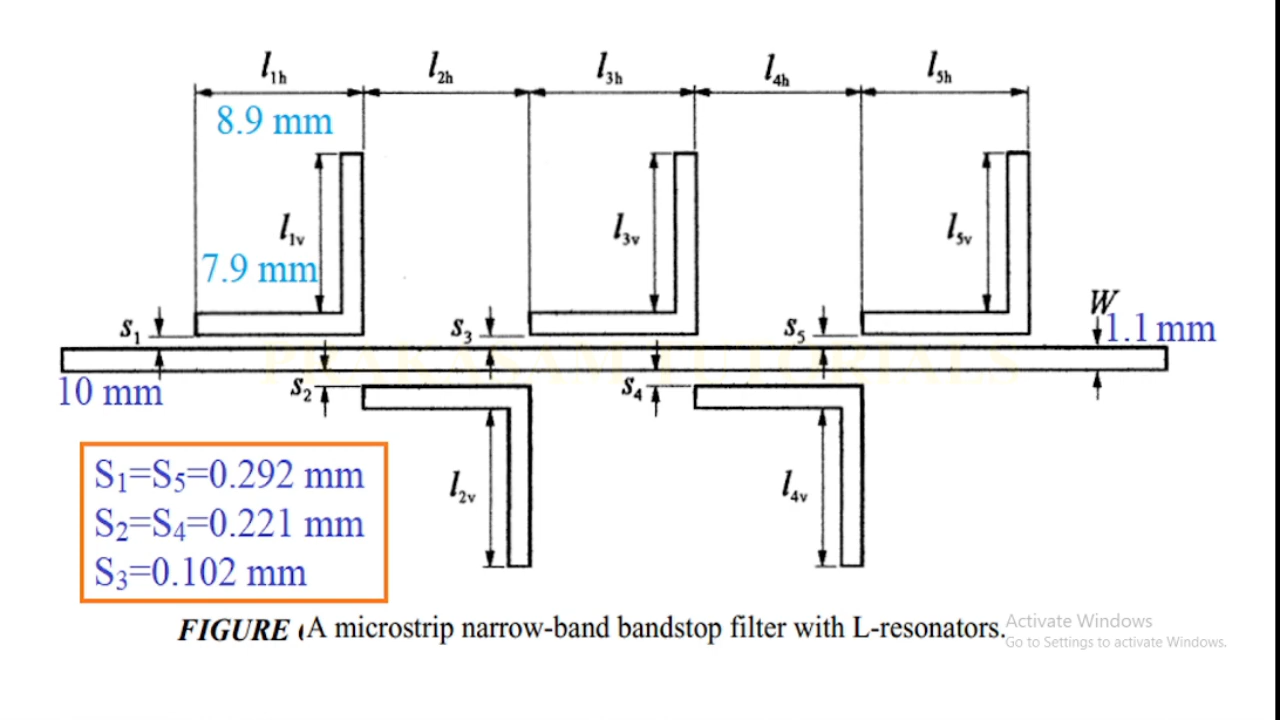 l1h l2h l3h l4h l5h
8.9 mm
l1v l3v l5v
7.9 mm
S1 S3 S5 W
1.1 mm
PRAKASAM TUTORIALS
10 mm S2 S4
S1=S5=0.292 mm
S2=S4=0.221 mm
S3=0.102 mm
l2v l4v
FIGURE (A microstrip narrow-band bandstop filter with L-resonators.
Activate Windows
Go to Settings to activate Windows.